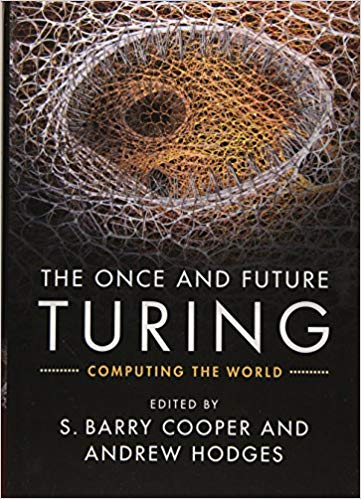 THE ONCE AND FUTURE
TURING
COMPUTING THE WORLD
EDITED BY
S. BARRY COOPER AND
ANDREW HODGES